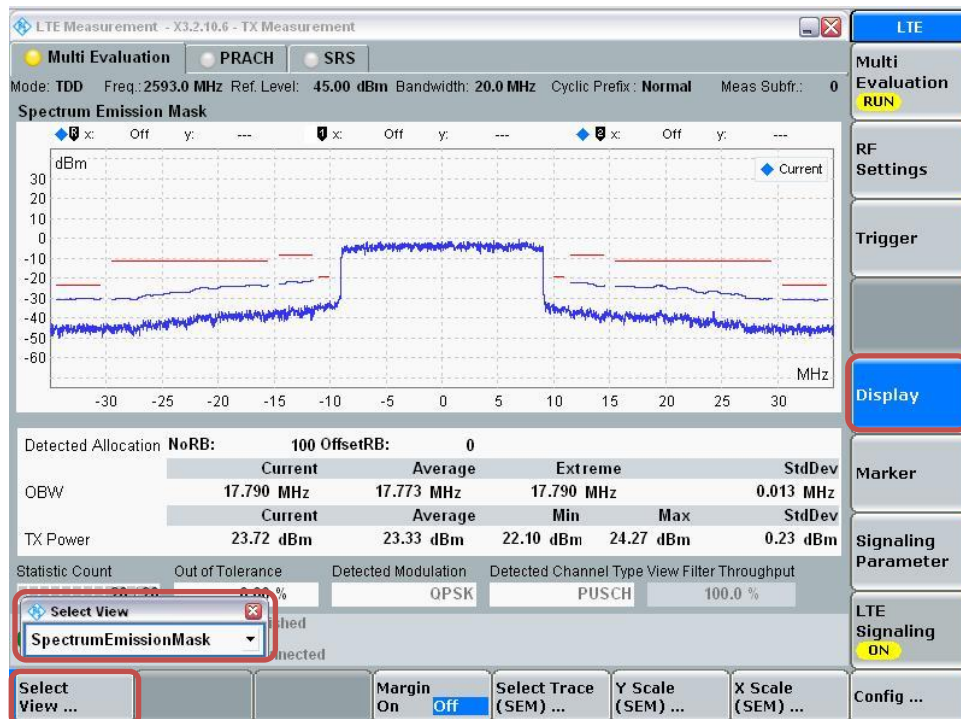 LTE Measurement - X3.2.10.6 - TX Measurement
LTE
Multi Evaluation PRACH SRS
Mode: TDD Freq.: 2593.0 MHz Ref. Level: 45.00 dBm Bandwidth: 20.0 MHz Cyclic Prefix: Normal Meas Subfr.: 0
Spectrum Emission Mask
x: Off y: --- 1 x: Off y: --- 2 x: Off y: ---
dBm
Current
30
20
10
0
-10
-20
-30
-40
-50
-60
MHz
-30 -25 -20 -15 -10 -5 0 5 10 15 20 25 30
Detected Allocation NoRB: 100 OffsetRB: 0
Current Average Extreme StdDev
OBW 17.790 MHz 17.773 MHz 17.790 MHz 0.013 MHz
Current Average Min Max StdDev
TX Power 23.72 dBm 23.33 dBm 22.10 dBm 24.27 dBm 0.23 dBm
Statistic Count Out of Tolerance Detected Modulation Detected Channel Type View Filter Throughput
% QPSK PUSCH 100.0 %
Select View
SpectrumEmissionMask
Multi
Evaluation
RUN
RF
Settings
Trigger
Display
Marker
Signaling
Parameter
LTE
Signaling
ON
Select
View ...
Margin
On Off
Select Trace
(SEM) ...
Y Scale
(SEM) ...
X Scale
(SEM) ...
Config ...